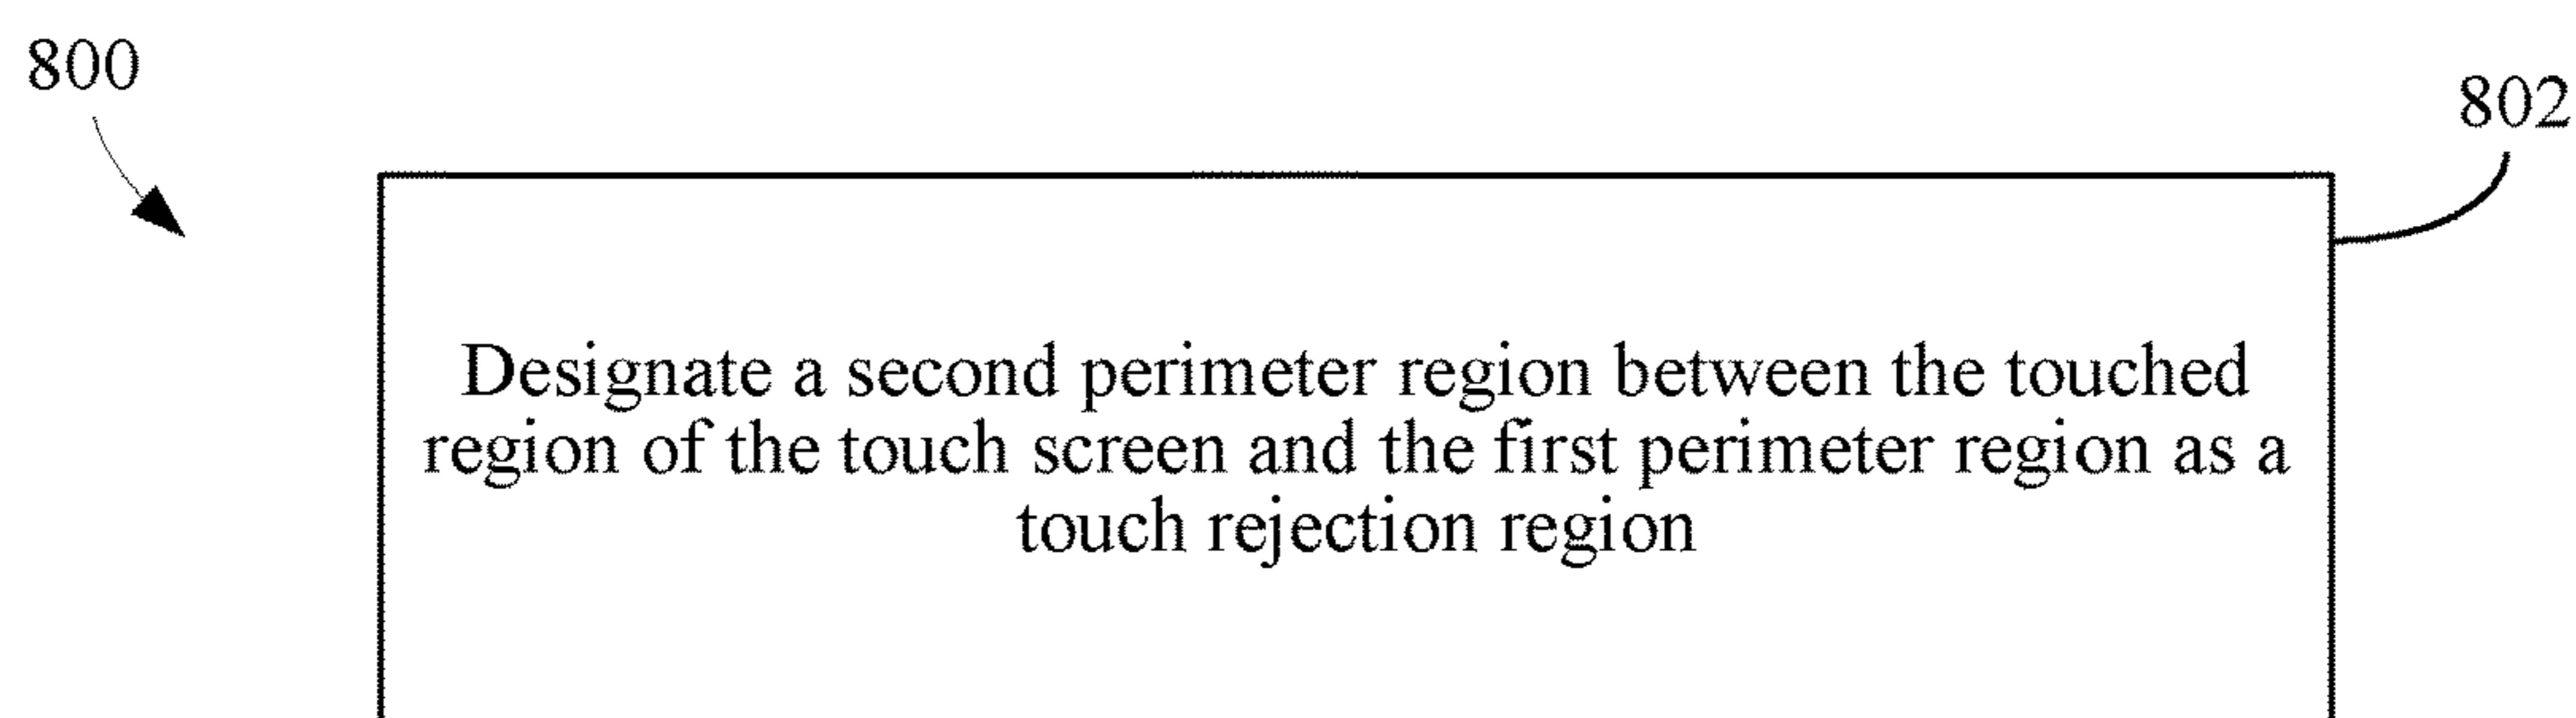 800
802
Designate a second perimeter region between the touched
region of the touch screen and the first perimeter region as a
touch rejection region